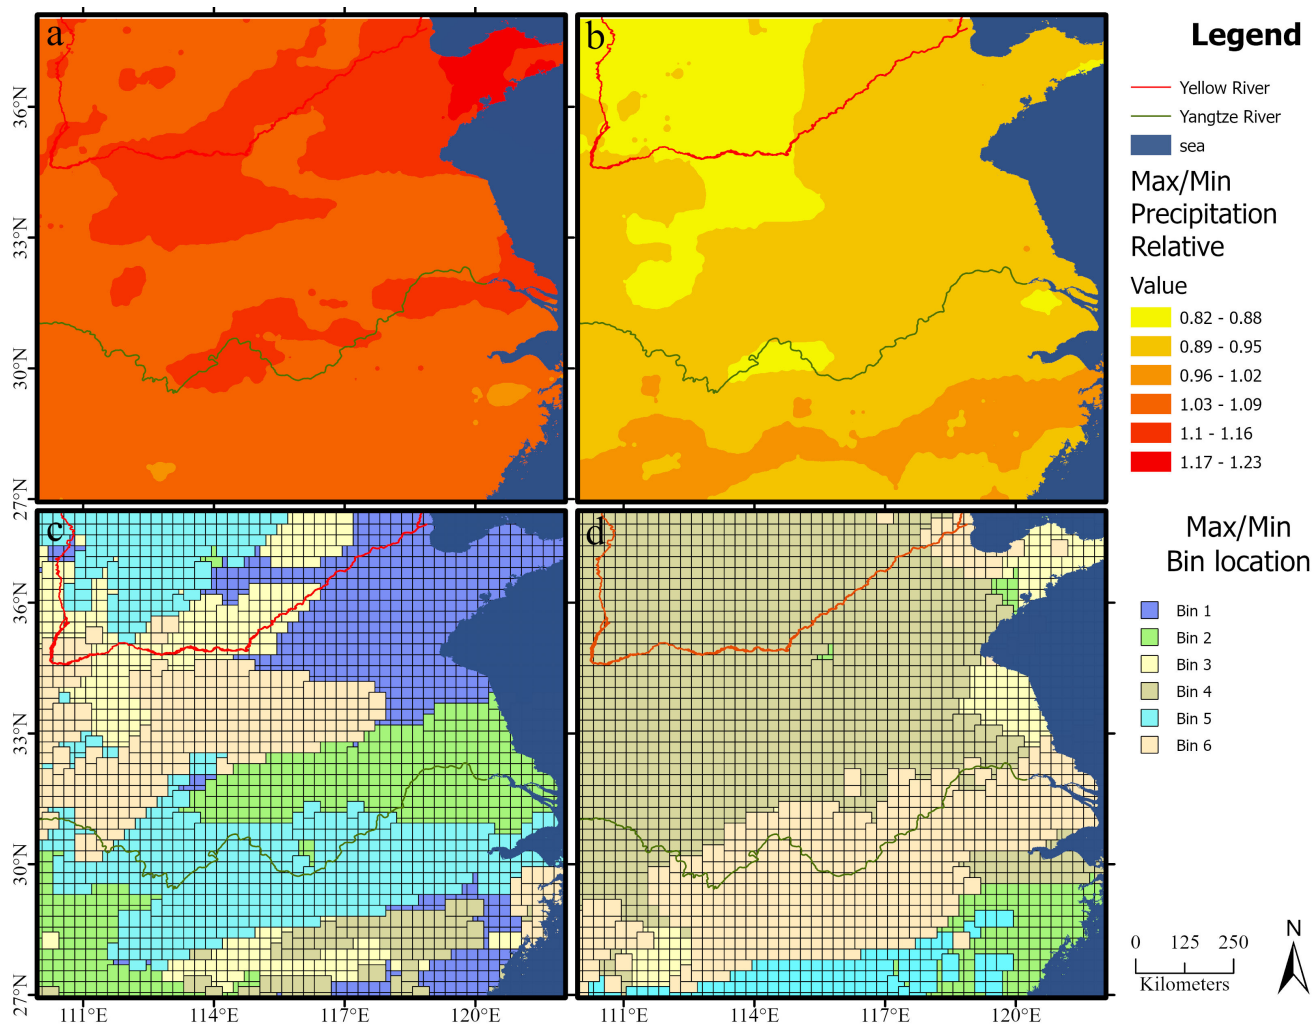 a
b
36°N
33°N
30°N
27°N
c
d
36°N
33°N
30°N
27°N
111°E
114°E
117°E
120°E
111°E
114°E
117°E
120°E
Legend
Yellow River
Yangtze River
sea
Max/Min
Precipitation
Relative
Value
0.82 - 0.88
0.89 - 0.95
0.96 - 1.02
1.03 - 1.09
1.1 - 1.16
1.17 - 1.23
Max/Min
Bin location
Bin 1
Bin 2
Bin 3
Bin 4
Bin 5
Bin 6
0 125 250
Kilometers
N